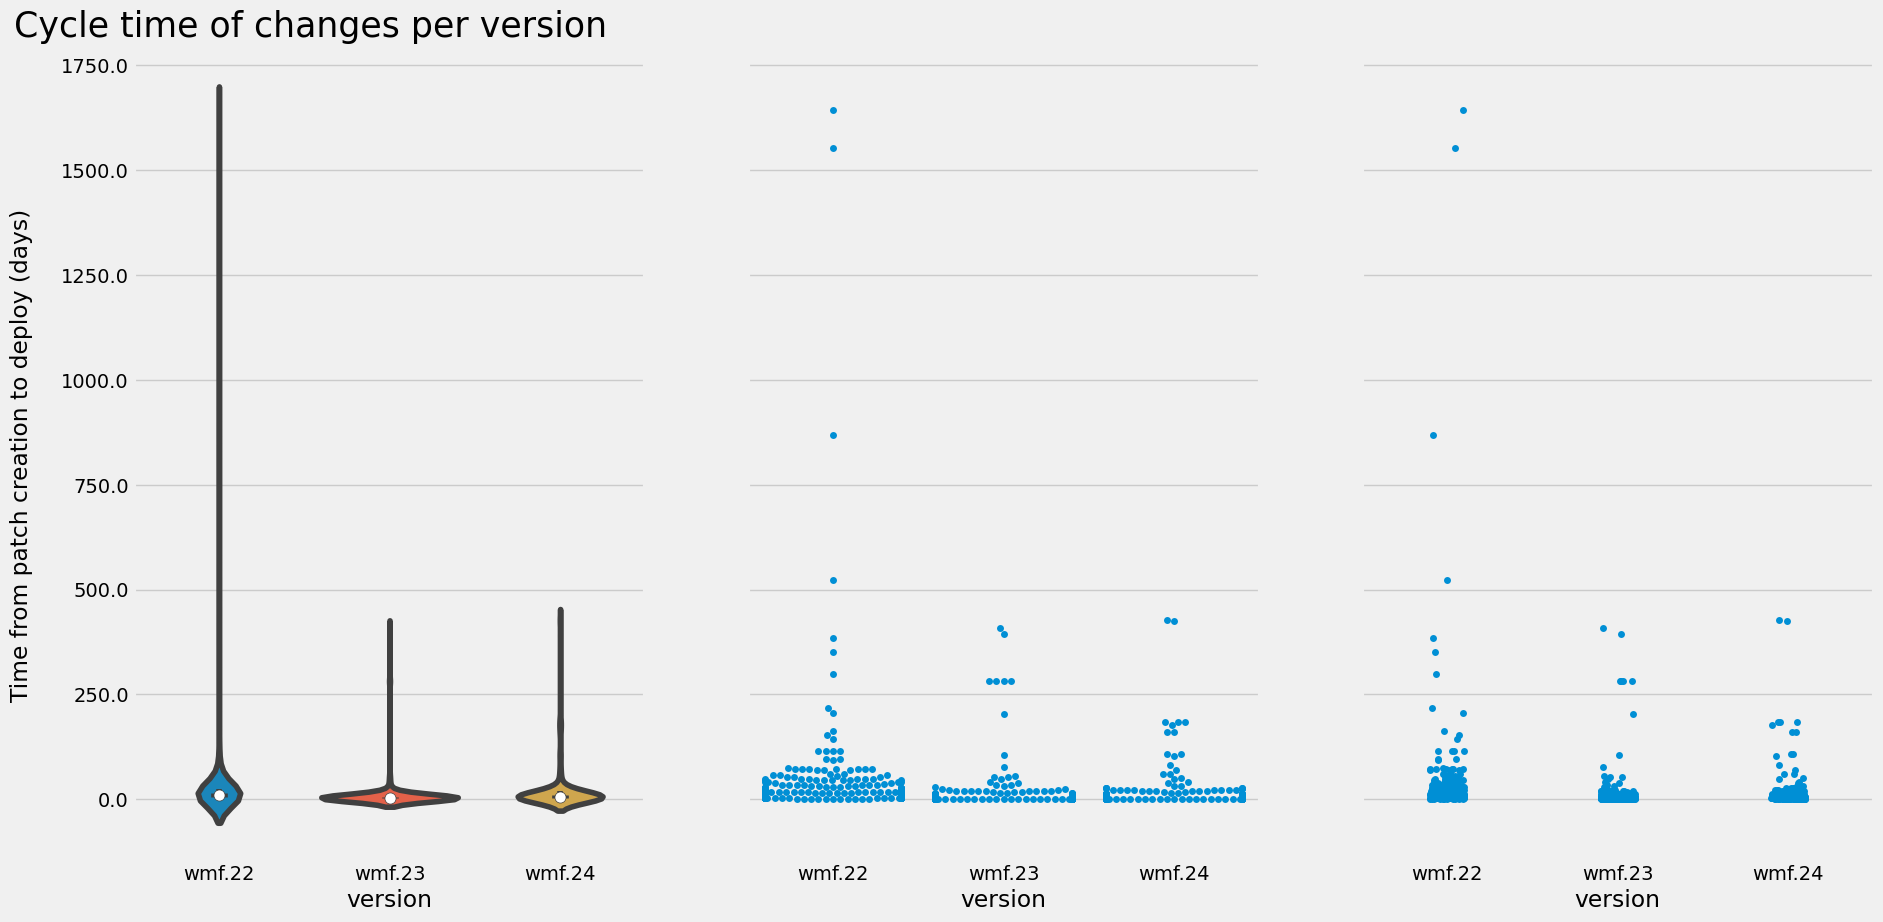 Cycle time of changes per version
Time from patch creation to deploy (days)
1750.0
1500.0
1250.0
1000.0
750.0
500.0
250.0
0.0
wmf.22 wmf.23 wmf.24
version
wmf.22 wmf.23 wmf.24
version
wmf.22 wmf.23 wmf.24
version